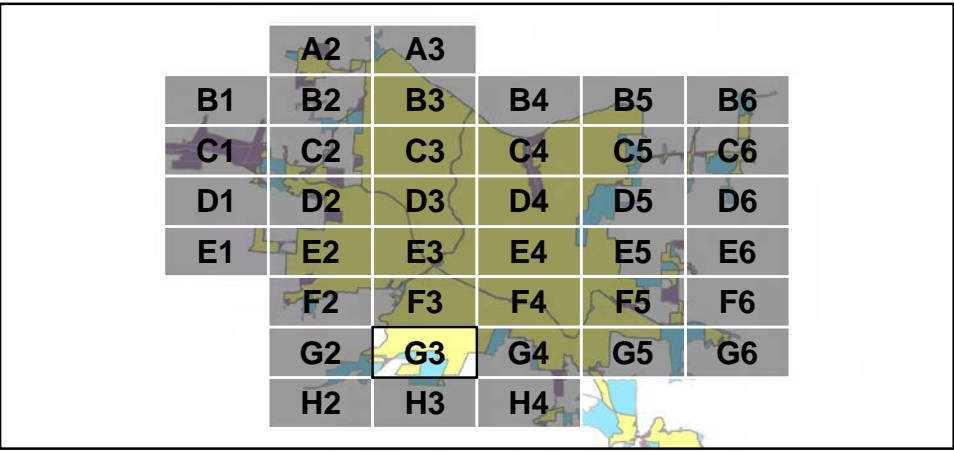 A2 A3
B1 B2 B3 B4 B5 B6
C1 C2 C3 C4 C5 C6
D1 D2 D3 D4 D5 D6
E1 E2 E3 E4 E5 E6
F2 F3 F4 F5 F6
G2 G3 G4 G5 G6
H2 H3 H4